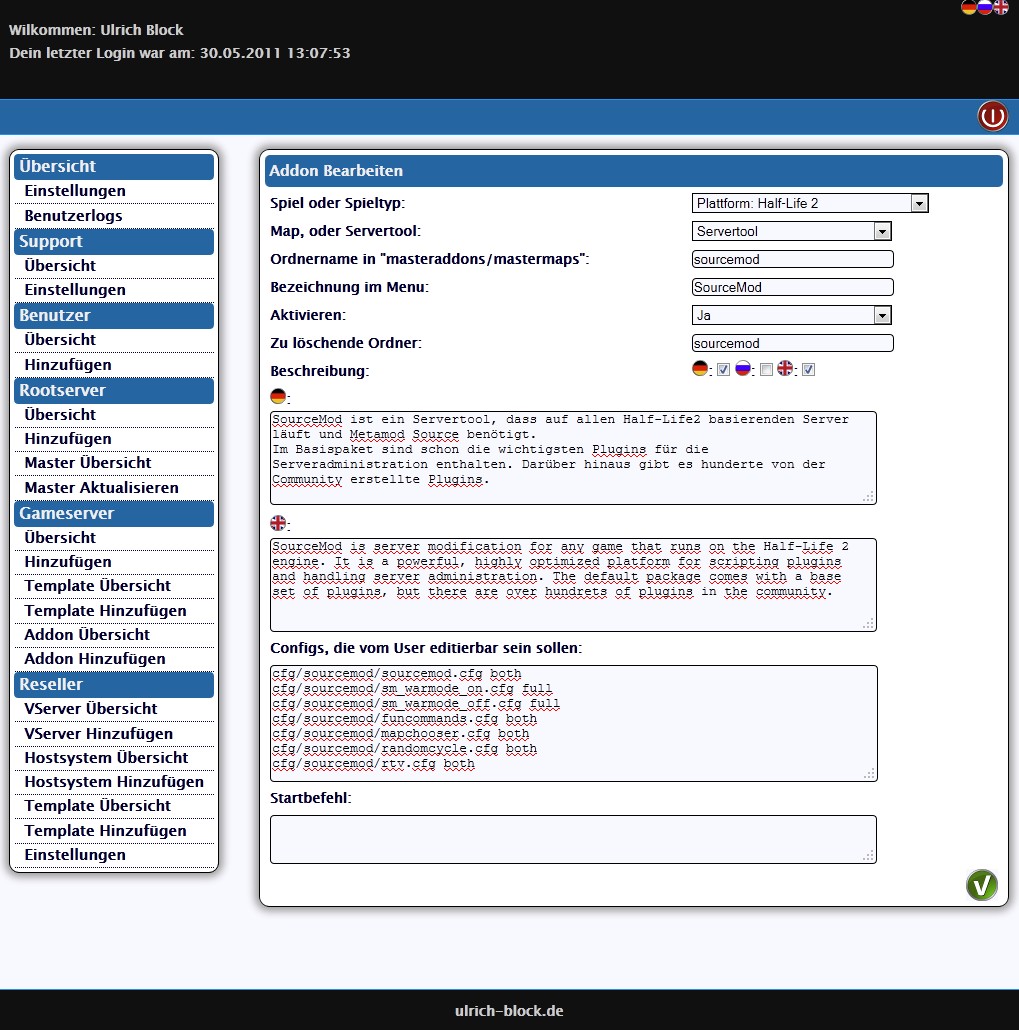 Wilkommen: Ulrich Block
Dein letzter Login war am: 30.05.2011 13:07:53
Übersicht
Einstellungen
Benutzerlogs
Support
Übersicht
Einstellungen
Benutzer
Übersicht
Hinzufügen
Rootserver
Übersicht
Hinzufügen
Master Übersicht
Master Aktualisieren
Gameserver
Übersicht
Hinzufügen
Template Übersicht
Template Hinzufügen
Addon Übersicht
Addon Hinzufügen
Reseller
VServer Übersicht
VServer Hinzufügen
Hostsystem Übersicht
Hostsystem Hinzufügen
Template Übersicht
Template Hinzufügen
Einstellungen
Addon Bearbeiten
Spiel oder Spieltyp: Plattform: Half-Life 2
Map, oder Servertool: Servertool
Ordnername in "masteraddons/mastermaps": sourcemod
Bezeichnung im Menu: SourceMod
Aktivieren: Ja
Zu löschende Ordner: sourcemod
Beschreibung: : : :
:
SourceMod ist ein Servertool, dass auf allen Half-Life2 basierenden Server
läuft und Metamod Source benötigt.
Im Basispaket sind schon die wichtigsten Plugins für die
Serveradministration enthalten. Darüber hinaus gibt es hunderte von der
Community erstellte Plugins.
:
SourceMod is server modification for any game that runs on the Half-Life 2
engine. It is a powerful, highly optimized platform for scripting plugins
and handling server administration. The default package comes with a base
set of plugins, but there are over hundrets of plugins in the community.
Configs, die vom User editierbar sein sollen:
cfg/sourcemod/sourcemod.cfg both
cfg/sourcemod/sm_warmode_on.cfg full
cfg/sourcemod/sm_warmode_off.cfg full
cfg/sourcemod/funcommands.cfg both
cfg/sourcemod/mapchooser.cfg both
cfg/sourcemod/randomcycle.cfg both
cfg/sourcemod/rtv.cfg both
Startbefehl:
ulrich-block.de